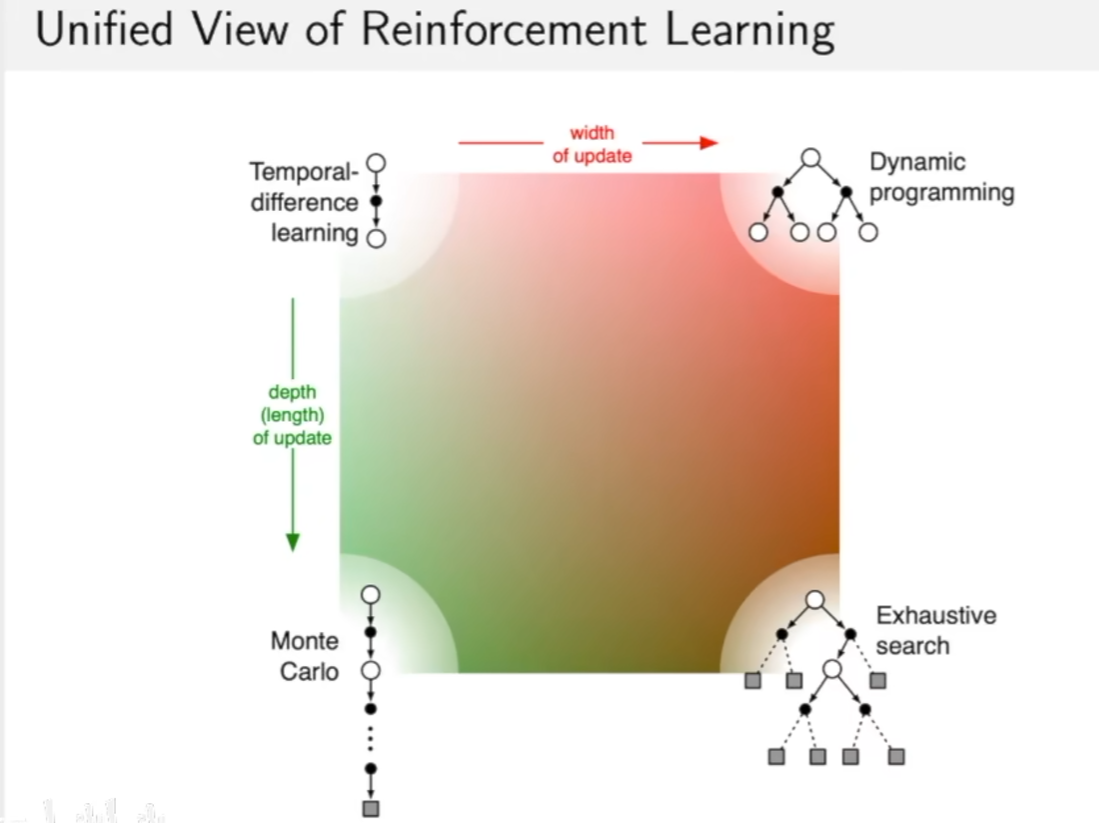 Unified View of Reinforcement Learning
width
of update
Temporal-
difference
learning
Dynamic
programming
depth
(length)
of update
Monte
Carlo
Exhaustive
search